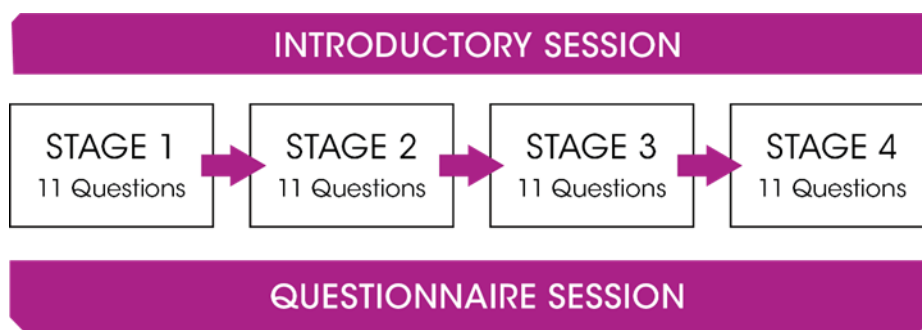 INTRODUCTORY SESSION
STAGE 1
11 Questions
STAGE 2
11 Questions
STAGE 3
11 Questions
STAGE 4
11 Questions
QUESTIONNAIRE SESSION